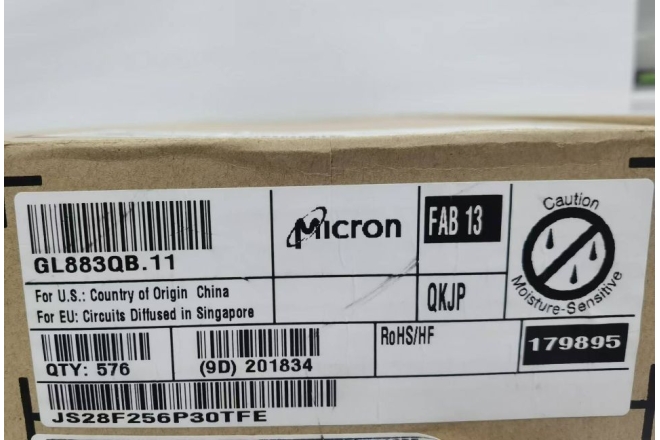 GL883QB.11
Micron
FAB 13
Caution
Moisture-Sensitive
For U.S.: Country of Origin China
For EU: Circuits Diffused in Singapore
QKJP
QTY: 576
(9D) 201834
RoHS/HF
179895
JS28F256P30TFE